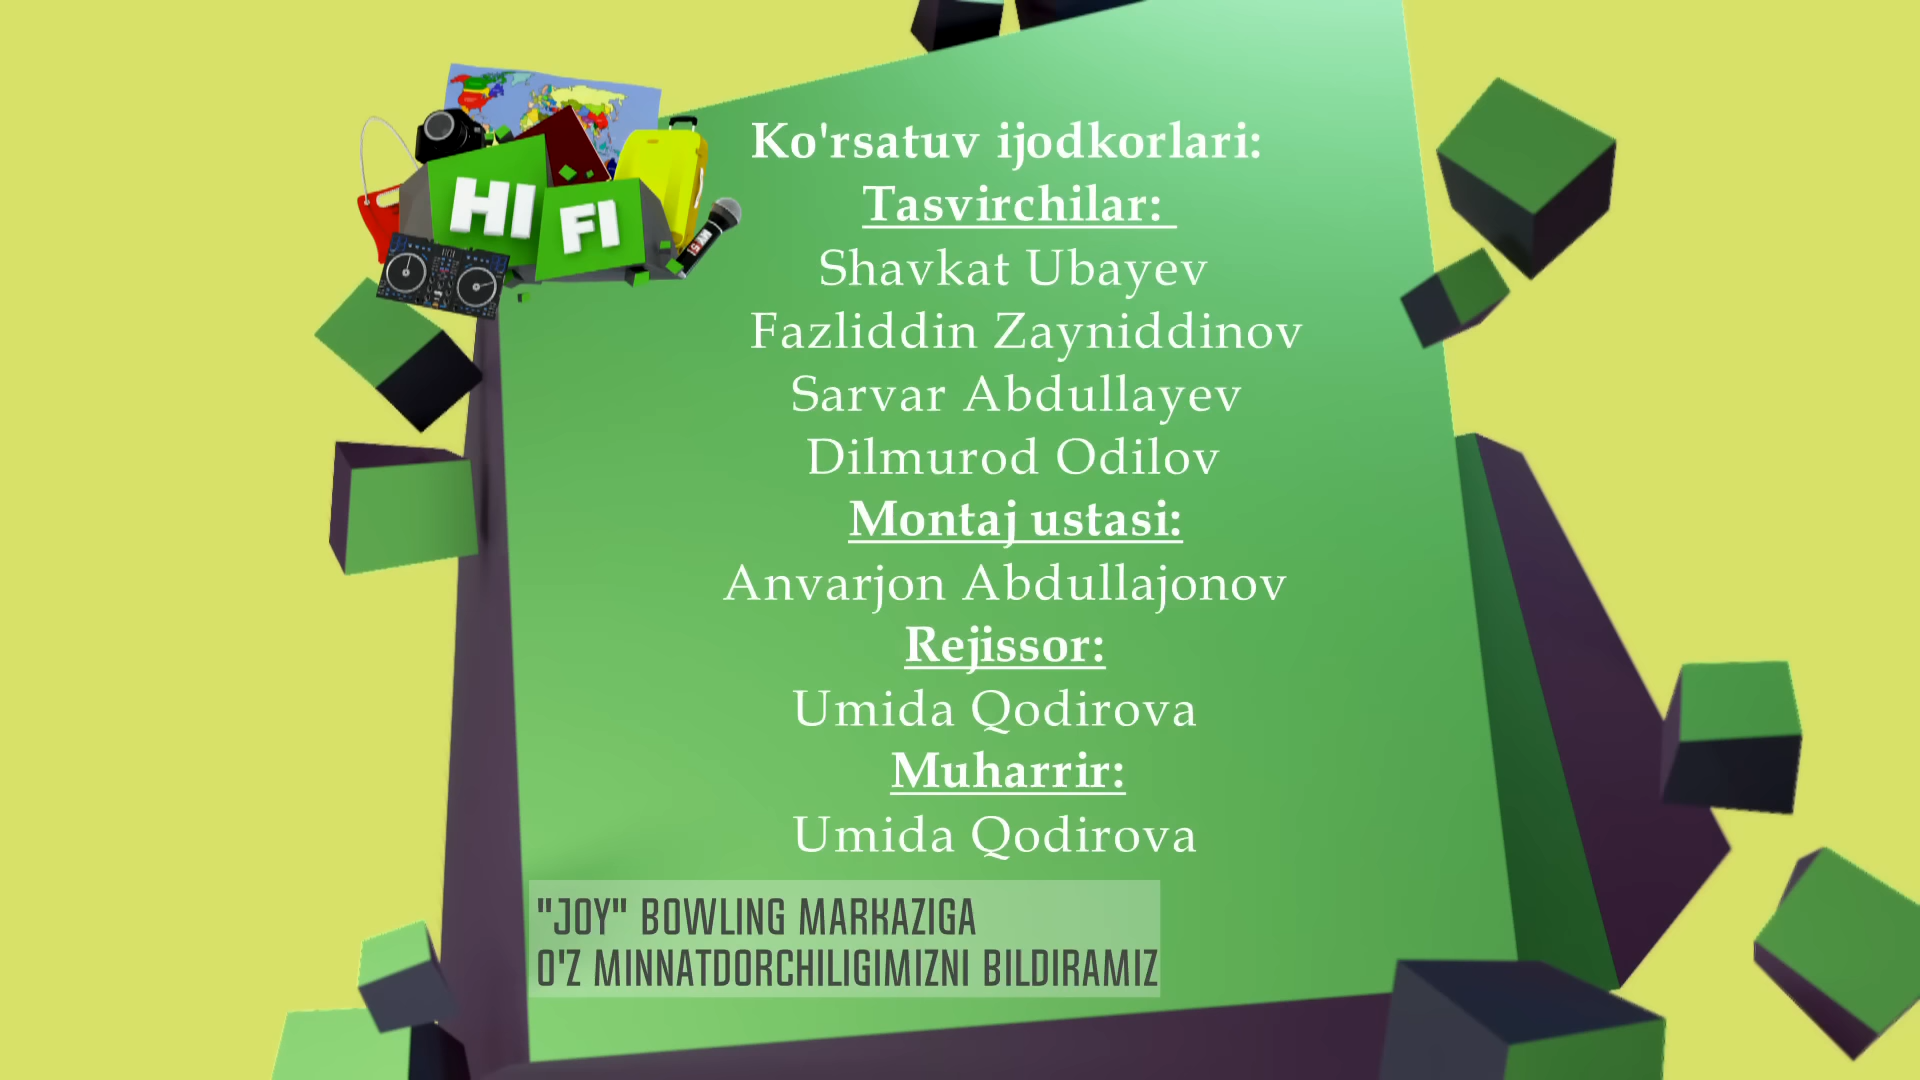 HI FI
MY5
Ko'rsatuv ijodkorlari:
Tasvirchilar:
Shavkat Ubayev
Fazliddin Zayniddinov
Sarvar Abdullayev
Dilmurod Odilov
Montaj ustasi:
Anvarjon Abdullajonov
Rejissor:
Umida Qodirova
Muharrir:
Umida Qodirova
"JOY" BOWLING MARKAZIGA
O'Z MINNATDORCHILIGIMIZNI BILDIRAMIZ